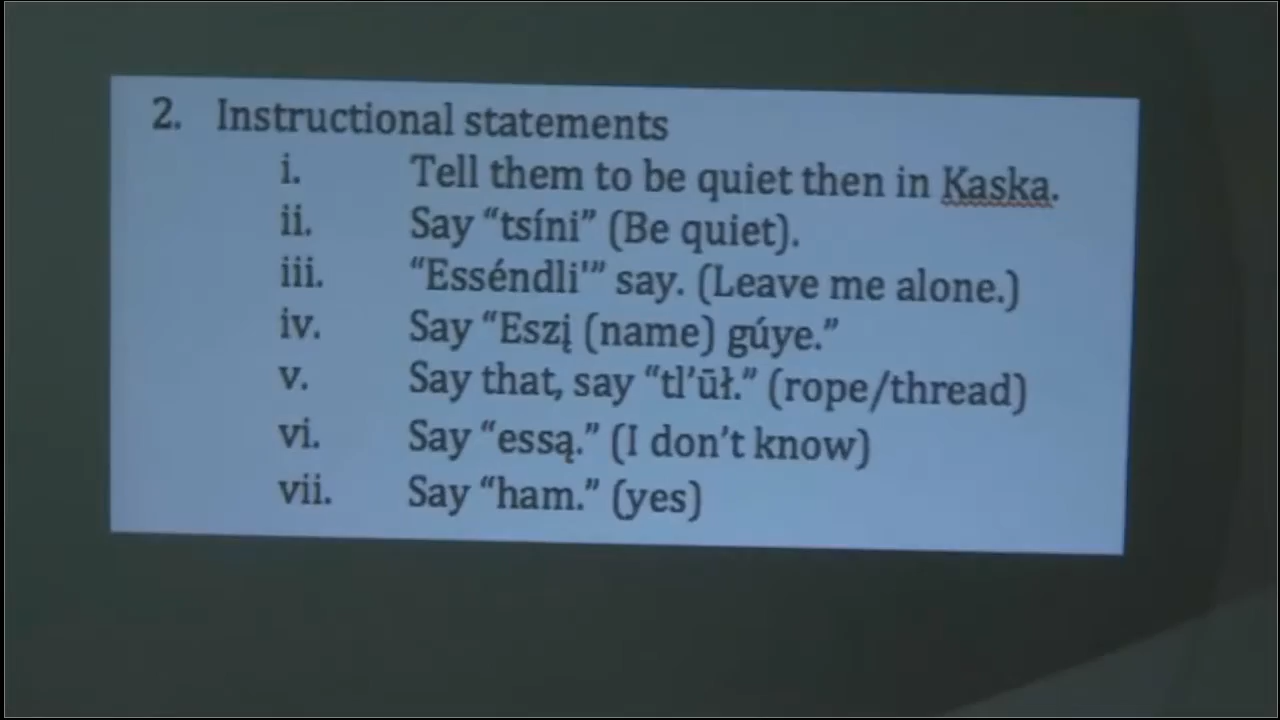 2. Instructional statements
i. Tell them to be quiet then in Kaska.
ii. Say “tsíni” (Be quiet).
iii. “Esséndli'” say. (Leave me alone.)
iv. Say “Eszį (name) gúye.”
v. Say that, say “tl’ūł.” (rope/thread)
vi. Say “essą.” (I don’t know)
vii. Say “ham.” (yes)